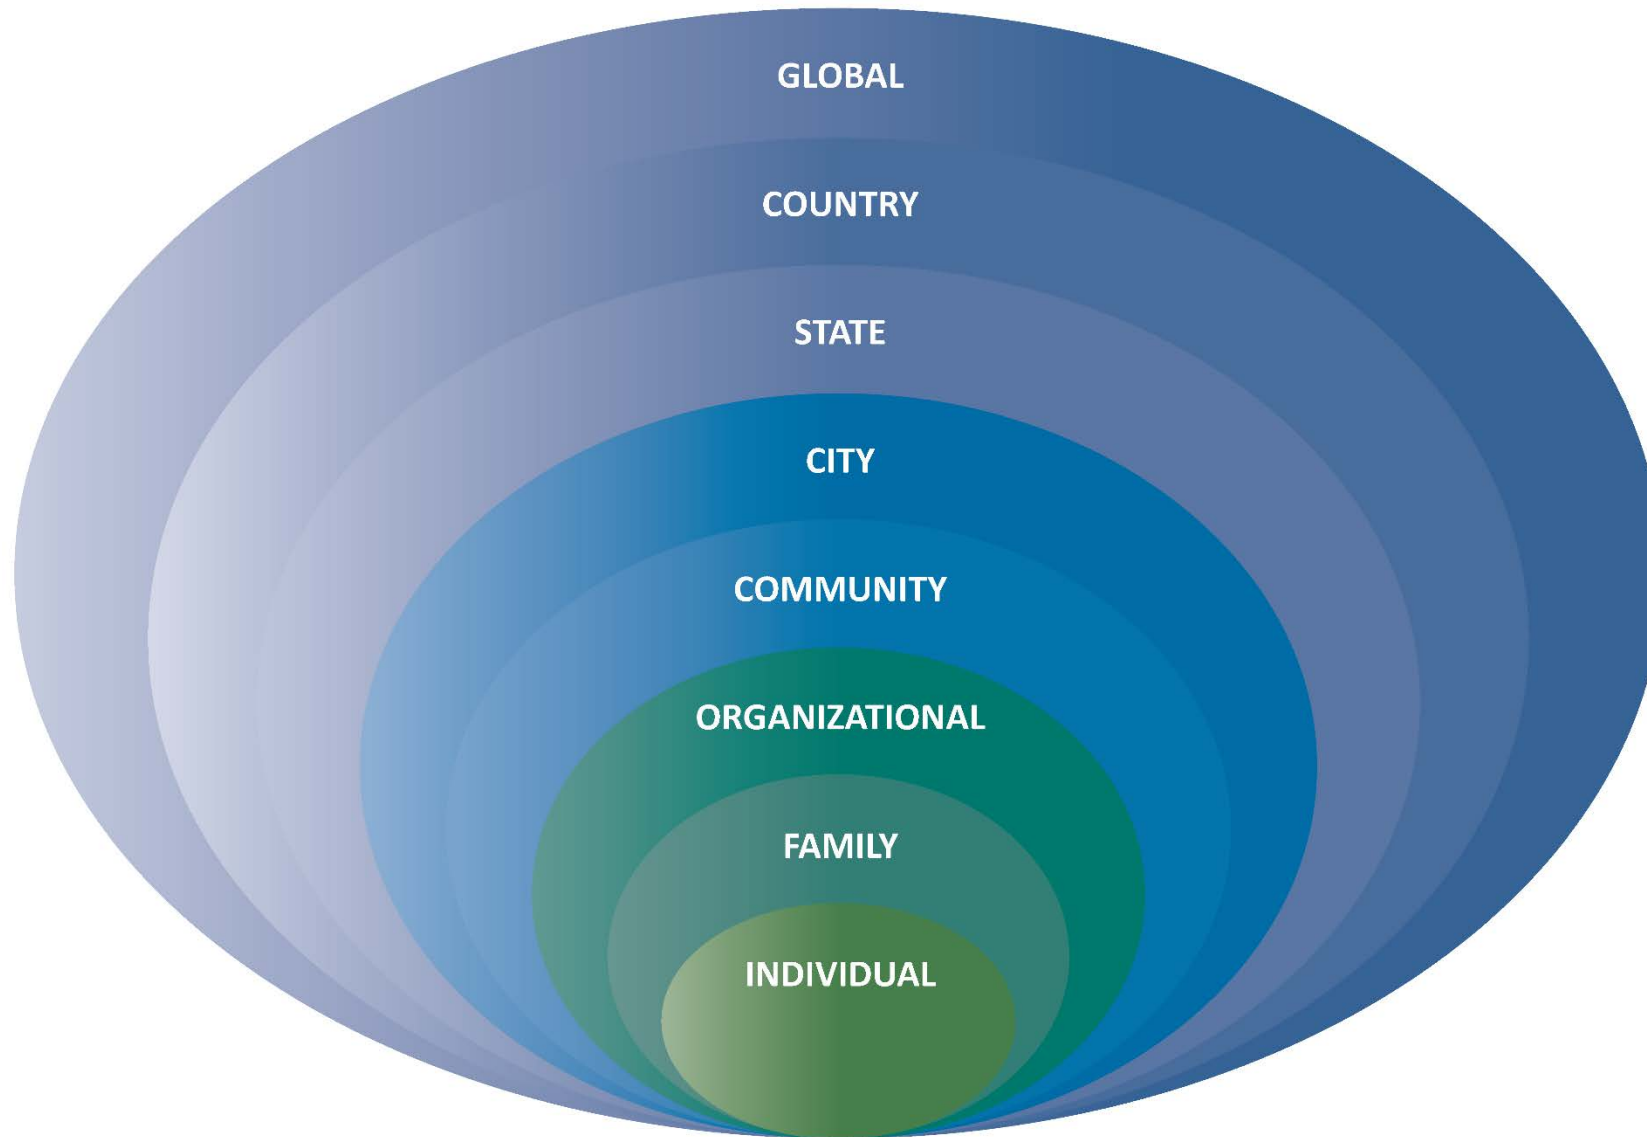 GLOBAL
COUNTRY
STATE
CITY
COMMUNITY
ORGANIZATIONAL
FAMILY
INDIVIDUAL